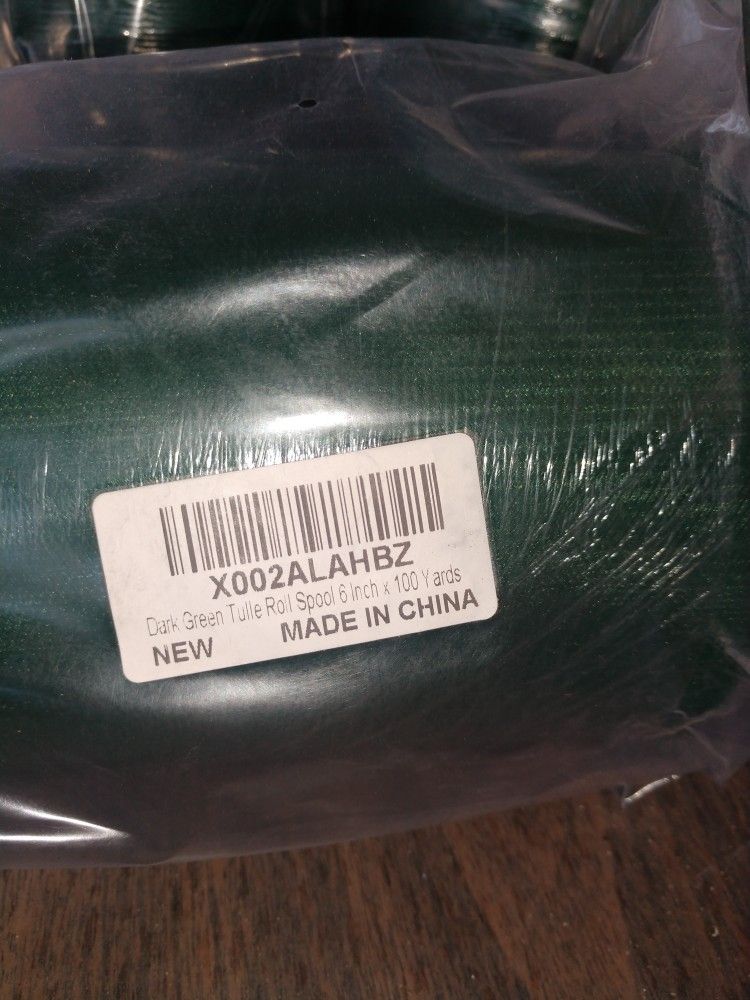 X002ALAHBZ
Dark Green Tulle Roll Spool 6 Inch x 100 Yards
NEW MADE IN CHINA